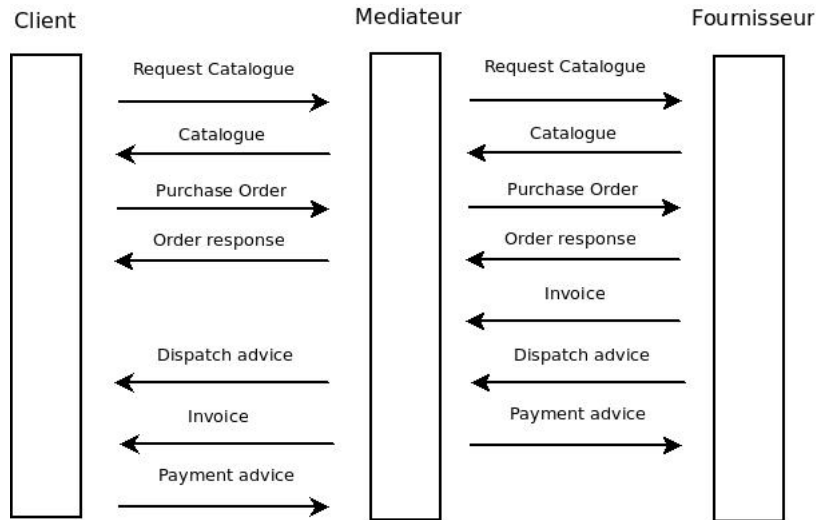 Client
Mediateur
Fournisseur
Request Catalogue
Request Catalogue
Catalogue
Catalogue
Purchase Order
Purchase Order
Order response
Order response
Invoice
Dispatch advice
Dispatch advice
Invoice
Payment advice
Payment advice